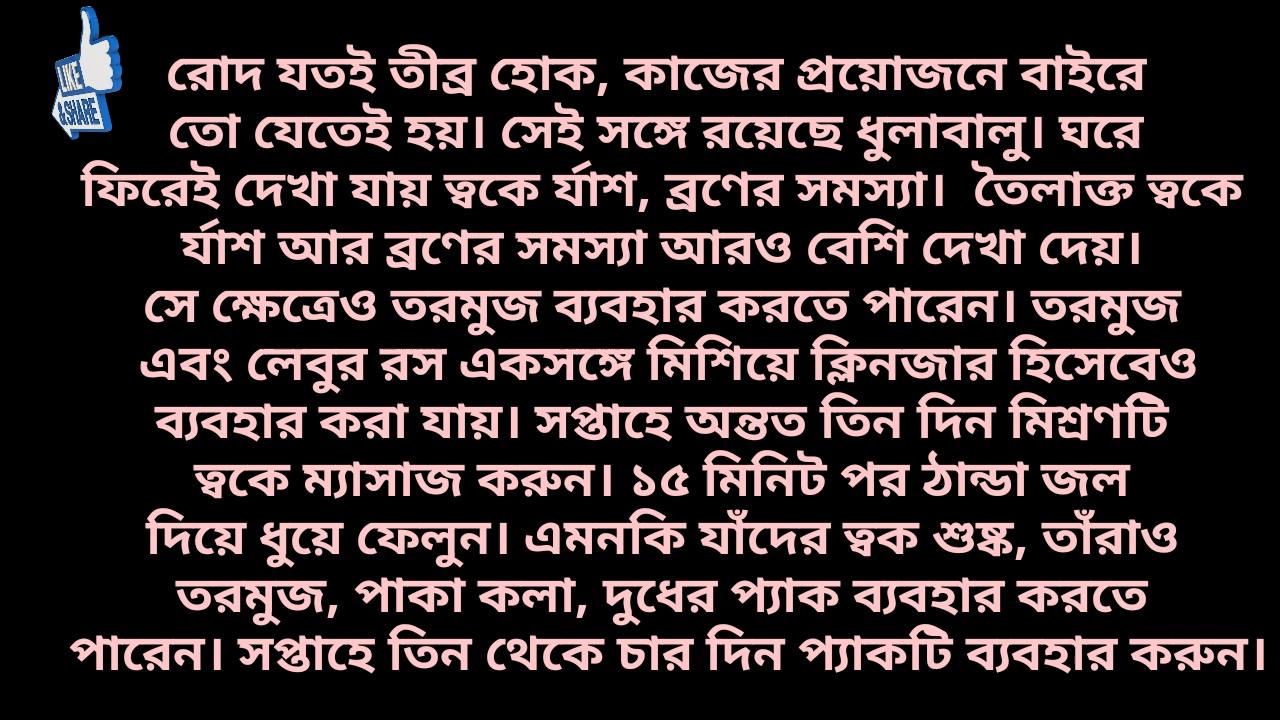 LIKE
&SHARE
রোদ যতই তীব্র হোক, কাজের প্রয়োজনে বাইরে
তো যেতেই হয়। সেই সঙ্গে রয়েছে ধুলাবালু। ঘরে
ফিরেই দেখা যায় ত্বকে র্যাশ, ব্রণের সমস্যা। তৈলাক্ত ত্বকে
র্যাশ আর ব্রণের সমস্যা আরও বেশি দেখা দেয়।
সে ক্ষেত্রেও তরমুজ ব্যবহার করতে পারেন। তরমুজ
এবং লেবুর রস একসঙ্গে মিশিয়ে ক্লিনজার হিসেবেও
ব্যবহার করা যায়। সপ্তাহে অন্তত তিন দিন মিশ্রণটি
ত্বকে ম্যাসাজ করুন। ১৫ মিনিট পর ঠান্ডা জল
দিয়ে ধুয়ে ফেলুন। এমনকি যাঁদের ত্বক শুষ্ক, তাঁরাও
তরমুজ, পাকা কলা, দুধের প্যাক ব্যবহার করতে
পারেন। সপ্তাহে তিন থেকে চার দিন প্যাকটি ব্যবহার করুন।